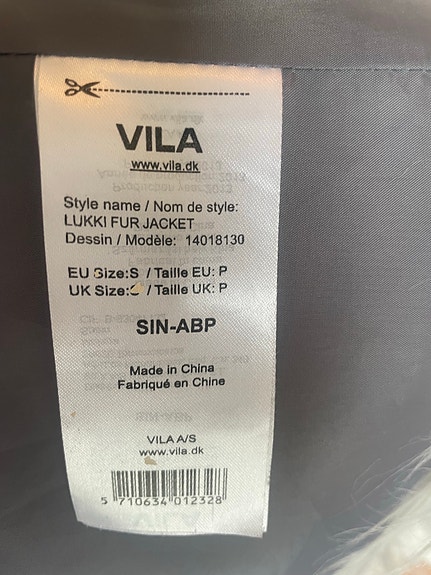 VILA
www.vila.dk
Style name / Nom de style:
LUKKI FUR JACKET
Dessin / Modèle: 14018130
EU Size:S / Taille EU: P
UK Size:S / Taille UK: P
SIN-ABP
Made in China
Fabriqué en Chine
VILA A/S
www.vila.dk
5 710634 012328